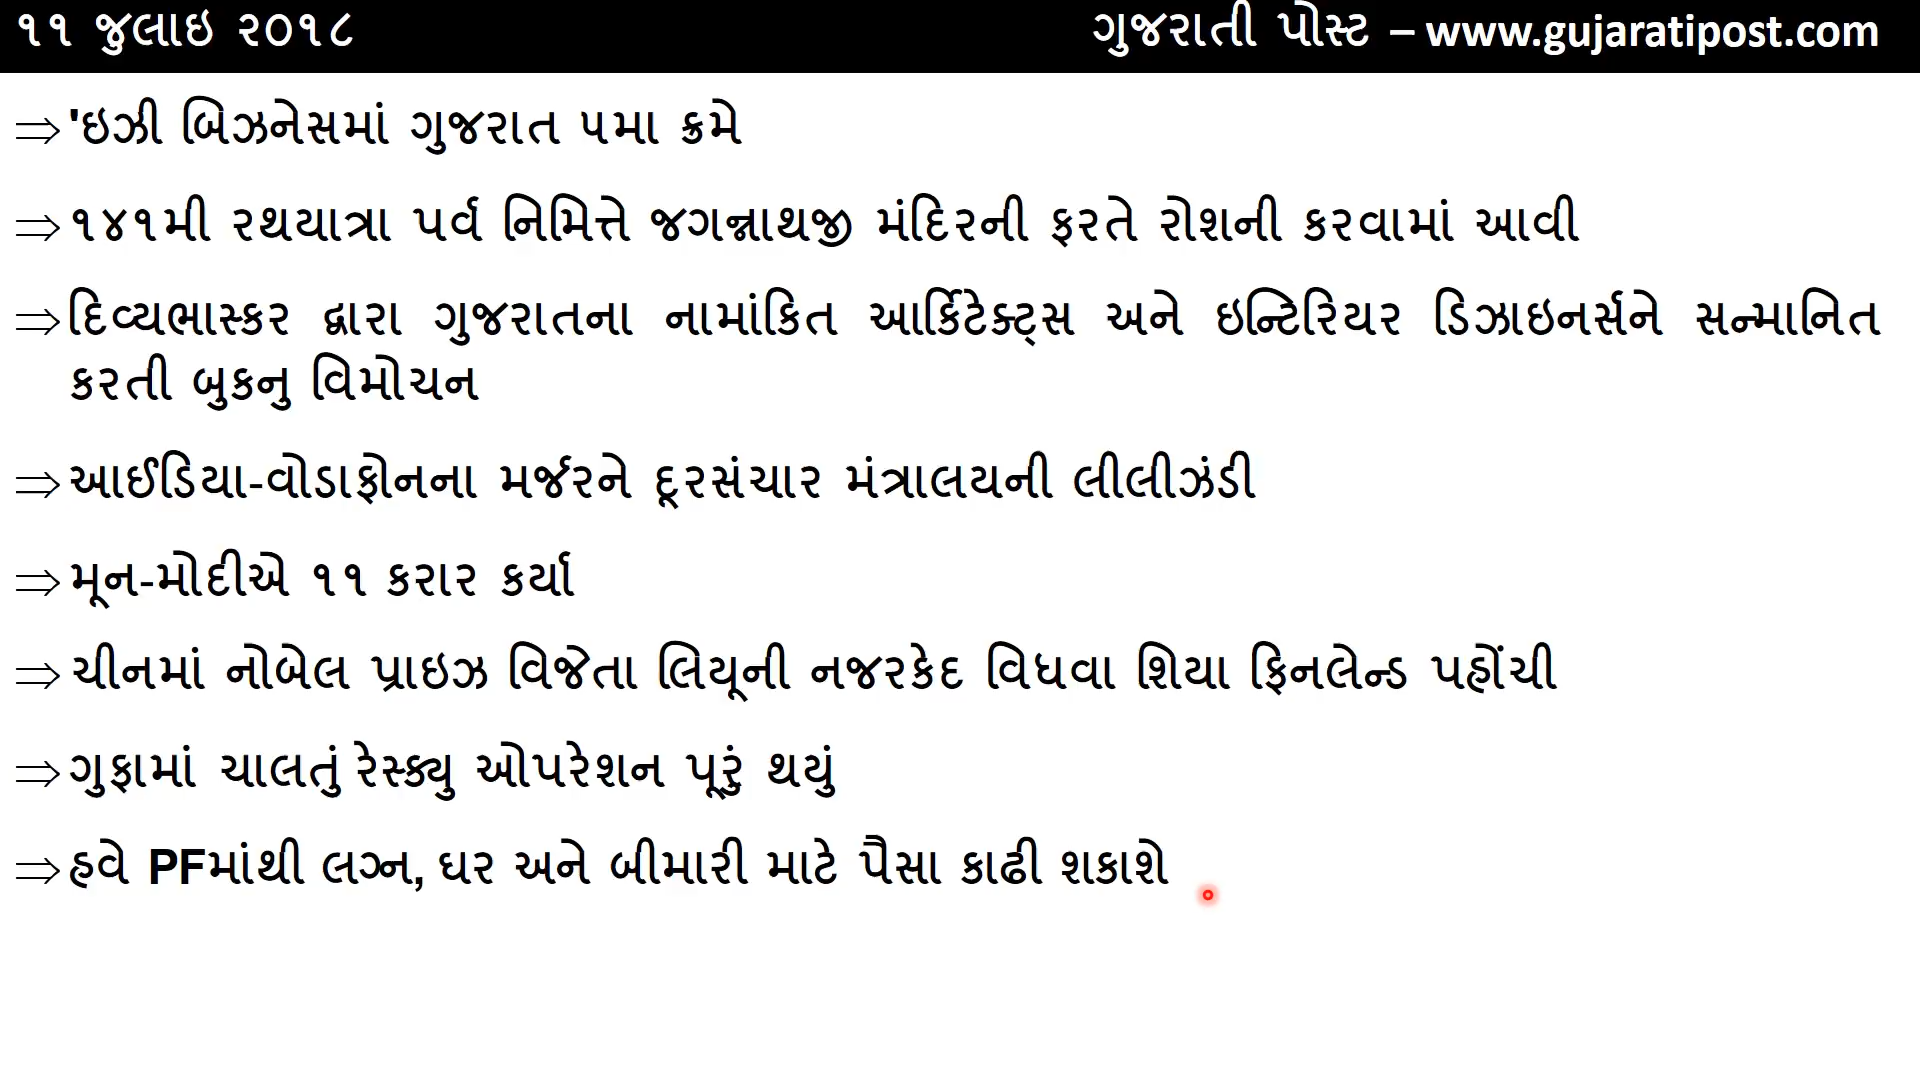 ૧૧ જુલાઇ ૨૦૧૮ ગુજરાતી પોસ્ટ – www.gujaratipost.com
⇒'ઇઝી બિઝનેસમાં ગુજરાત ૫મા ક્રમે
⇒૧૪૧મી રથયાત્રા પર્વ નિમિત્તે જગન્નાથજી મંદિરની ફરતે રોશની કરવામાં આવી
⇒દિવ્યભાસ્કર દ્વારા ગુજરાતના નામાંકિત આર્કિટેક્ટ્સ અને ઇન્ટિરિયર ડિઝાઇનર્સને સન્માનિત
કરતી બુકનુ વિમોચન
⇒આઈડિયા-વોડાફોનના મર્જરને દૂરસંચાર મંત્રાલયની લીલીઝંડી
⇒મૂન-મોદીએ ૧૧ કરાર કર્યા
⇒ચીનમાં નોબેલ પ્રાઇઝ વિજેતા લિયૂની નજરકેદ વિધવા શિયા ફિનલેન્ડ પહોંચી
⇒ગુફામાં ચાલતું રેસ્ક્યુ ઓપરેશન પૂરું થયું
⇒હવે PFમાંથી લગ્ન, ઘર અને બીમારી માટે પૈસા કાઢી શકાશે